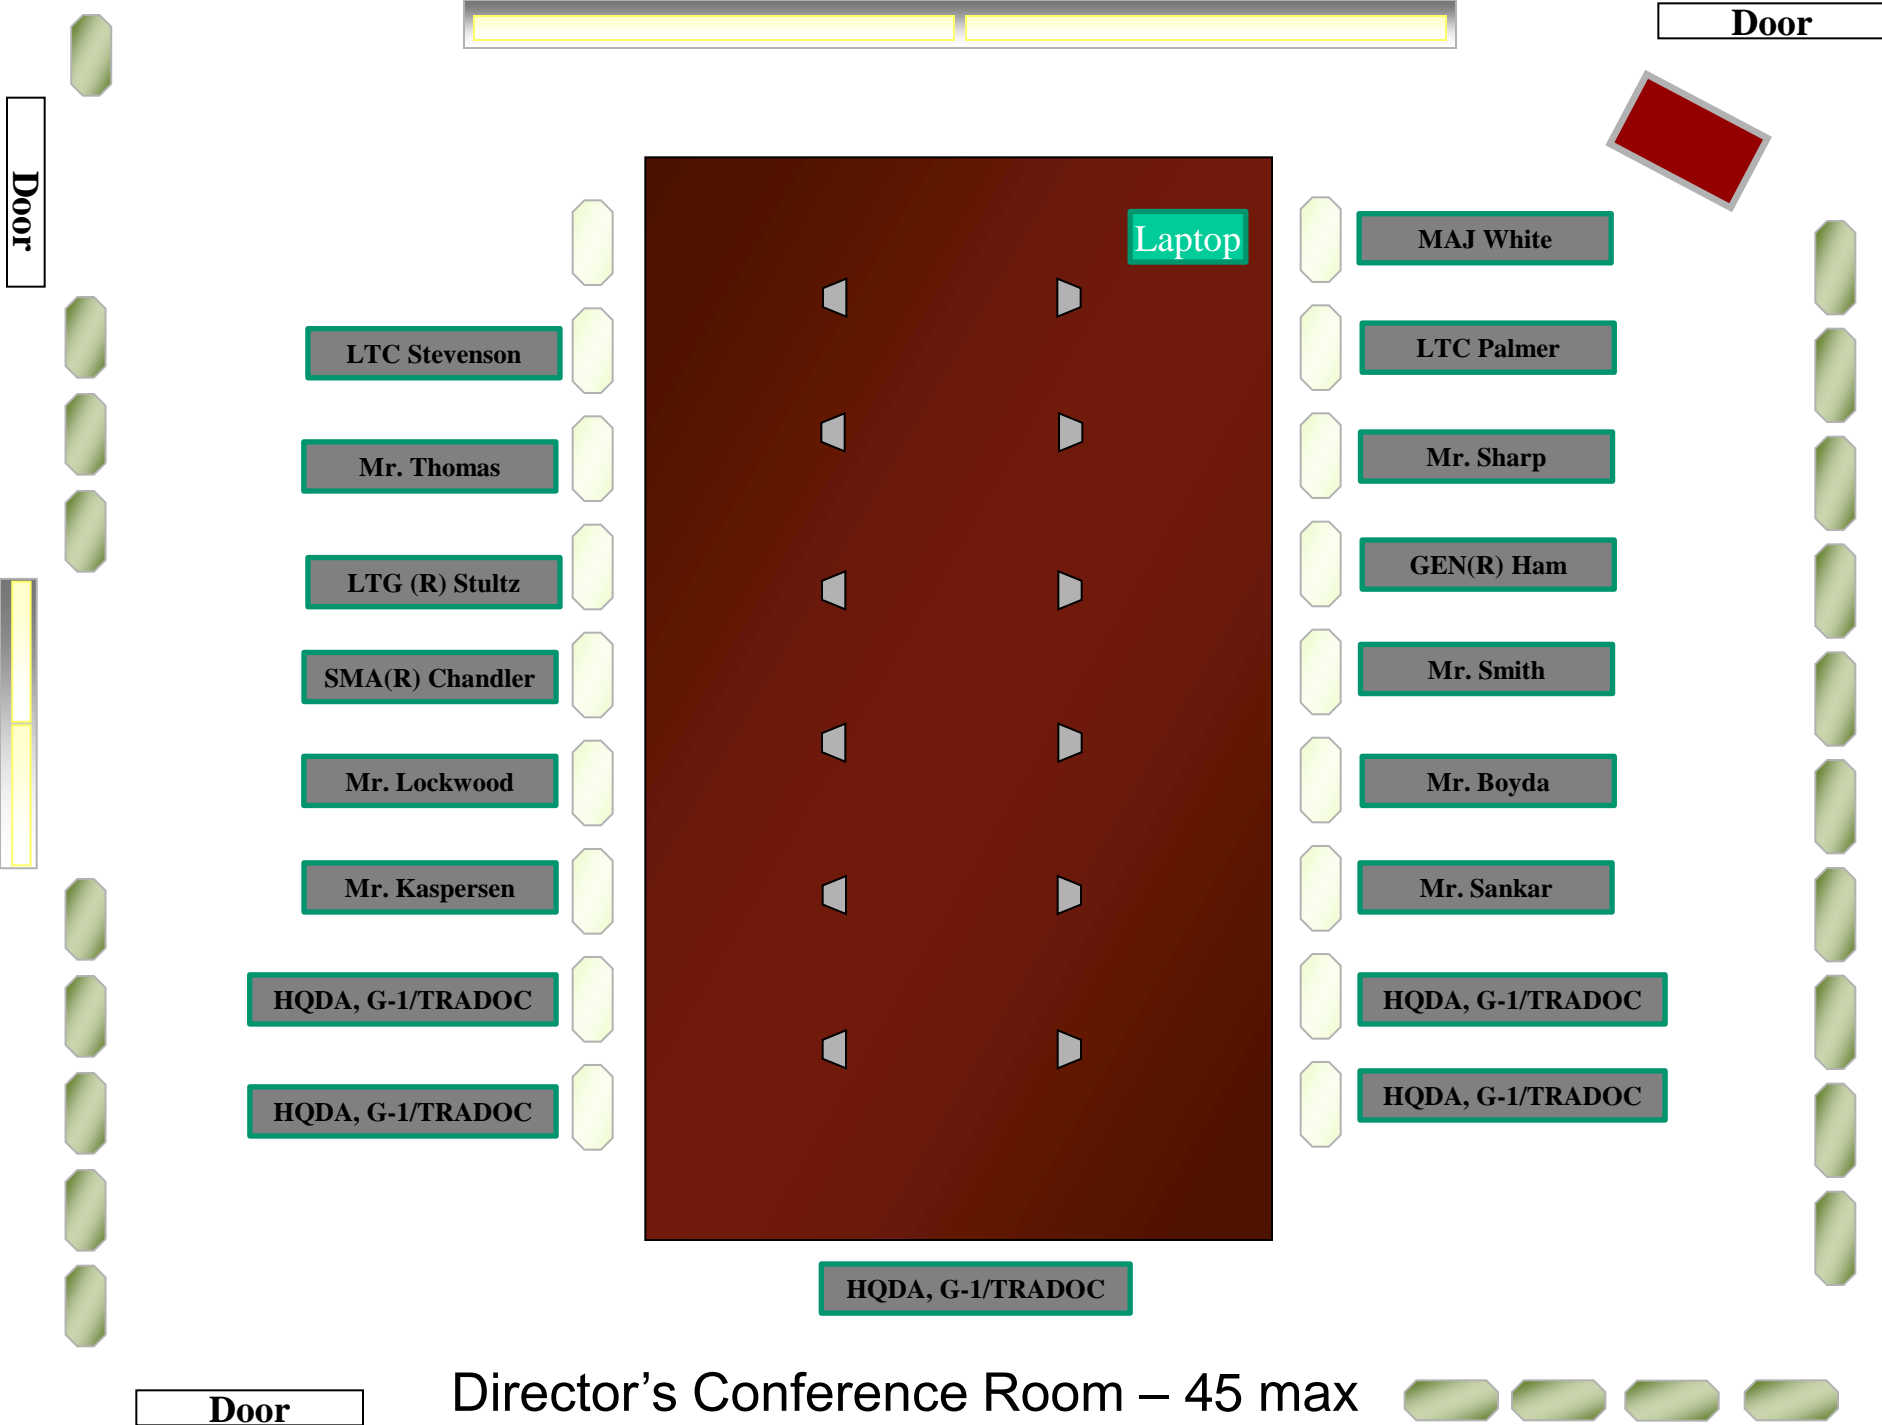 Door
Door
Laptop
MAJ White
LTC Stevenson
LTC Palmer
Mr. Thomas
Mr. Sharp
LTG (R) Stultz
GEN(R) Ham
SMA(R) Chandler
Mr. Smith
Mr. Lockwood
Mr. Boyda
Mr. Kaspersen
Mr. Sankar
HQDA, G-1/TRADOC
HQDA, G-1/TRADOC
HQDA, G-1/TRADOC
HQDA, G-1/TRADOC
HQDA, G-1/TRADOC
Director’s Conference Room – 45 max
Door